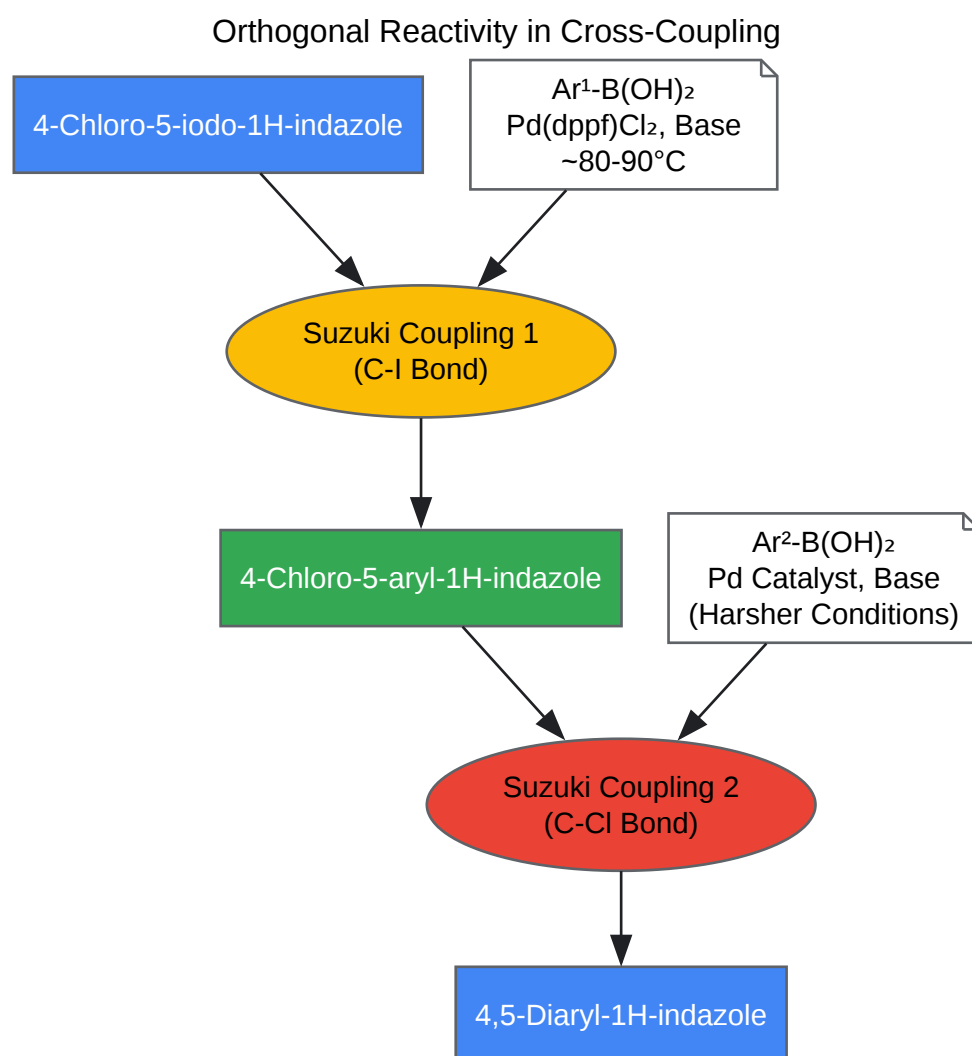 Orthogonal Reactivity in Cross-Coupling
4-Chloro-5-iodo-1H-indazole
Ar¹-B(OH)₂
Pd(dppf)Cl₂, Base
~80-90°C
Suzuki Coupling 1
(C-I Bond)
4-Chloro-5-aryl-1H-indazole
Ar²-B(OH)₂
Pd Catalyst, Base
(Harsher Conditions)
Suzuki Coupling 2
(C-Cl Bond)
4,5-Diaryl-1H-indazole